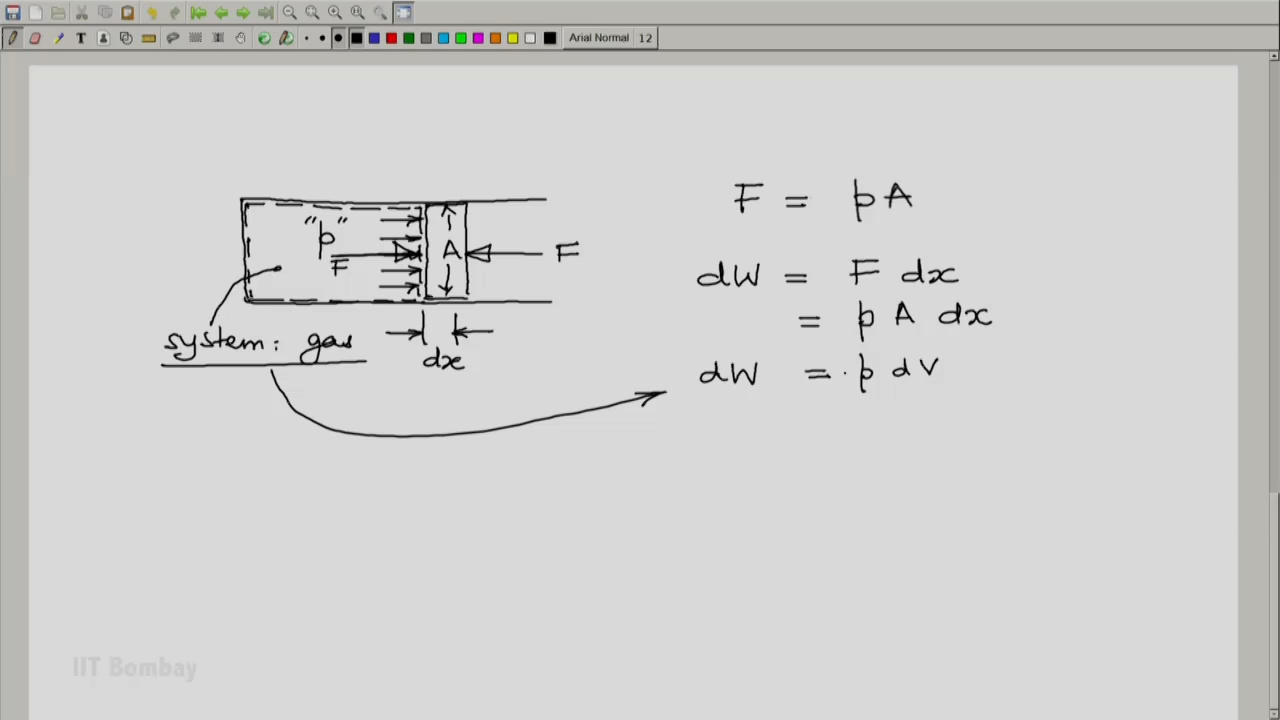 Arial Normal 12
F = pA
"p"
A
F
F
dW = F dx
= p A dx
system: gas
dx
dW = p dV
IIT Bombay